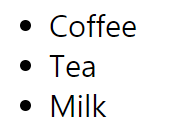 • Coffee
• Tea
• Milk